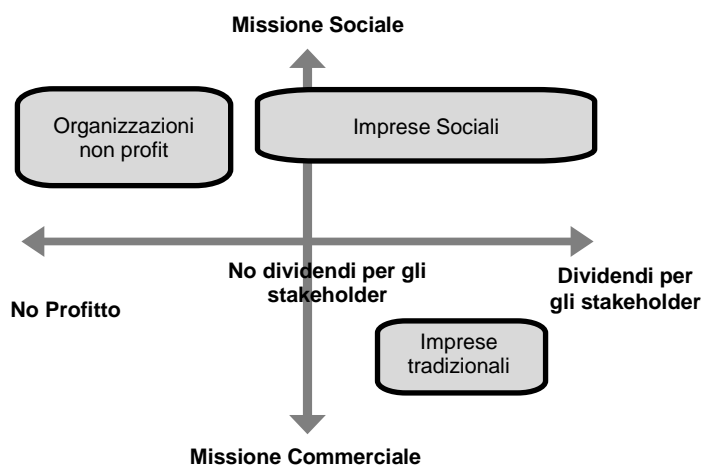 Missione Sociale
Organizzazioni
non profit
Imprese Sociali
No dividendi per gli
stakeholder
Dividendi per
gli stakeholder
No Profitto
Imprese
tradizionali
Missione Commerciale